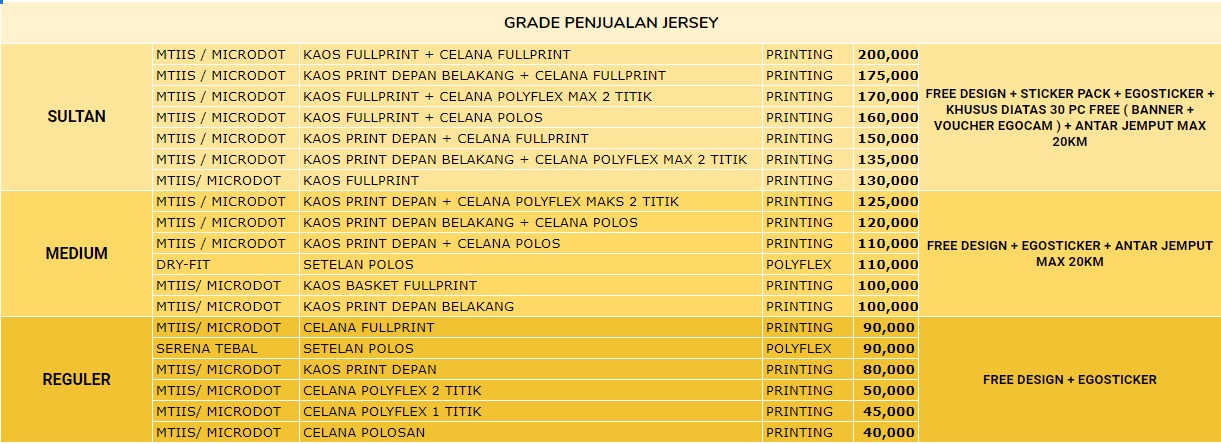 GRADE PENJUALAN JERSEY
SULTAN
MTIIS / MICRODOT KAOS FULLPRINT + CELANA FULLPRINT PRINTING 200,000
MTIIS / MICRODOT KAOS PRINT DEPAN BELAKANG + CELANA FULLPRINT PRINTING 175,000
MTIIS / MICRODOT KAOS FULLPRINT + CELANA POLYFLEX MAX 2 TITIK PRINTING 170,000
MTIIS / MICRODOT KAOS FULLPRINT + CELANA POLOS PRINTING 160,000
MTIIS / MICRODOT KAOS PRINT DEPAN + CELANA FULLPRINT PRINTING 150,000
MTIIS / MICRODOT KAOS PRINT DEPAN BELAKANG + CELANA POLYFLEX MAX 2 TITIK PRINTING 135,000
MTIIS/ MICRODOT KAOS FULLPRINT PRINTING 130,000
FREE DESIGN + STICKER PACK + EGOSTICKER +
KHUSUS DIATAS 30 PC FREE ( BANNER +
VOUCHER EGOCAM ) + ANTAR JEMPUT MAX
20KM
MEDIUM
MTIIS / MICRODOT KAOS PRINT DEPAN + CELANA POLYFLEX MAKS 2 TITIK PRINTING 125,000
MTIIS / MICRODOT KAOS PRINT DEPAN BELAKANG + CELANA POLOS PRINTING 120,000
MTIIS / MICRODOT KAOS PRINT DEPAN + CELANA POLOS PRINTING 110,000
DRY-FIT SETELAN POLOS POLYFLEX 110,000
MTIIS/ MICRODOT KAOS BASKET FULLPRINT PRINTING 100,000
MTIIS/ MICRODOT KAOS PRINT DEPAN BELAKANG PRINTING 100,000
FREE DESIGN + EGOSTICKER + ANTAR JEMPUT
MAX 20KM
REGULER
MTIIS/ MICRODOT CELANA FULLPRINT PRINTING 90,000
SERENA TEBAL SETELAN POLOS POLYFLEX 90,000
MTIIS/ MICRODOT KAOS PRINT DEPAN PRINTING 80,000
MTIIS/ MICRODOT CELANA POLYFLEX 2 TITIK PRINTING 50,000
MTIIS/ MICRODOT CELANA POLYFLEX 1 TITIK PRINTING 45,000
MTIIS/ MICRODOT CELANA POLOSAN PRINTING 40,000
FREE DESIGN + EGOSTICKER